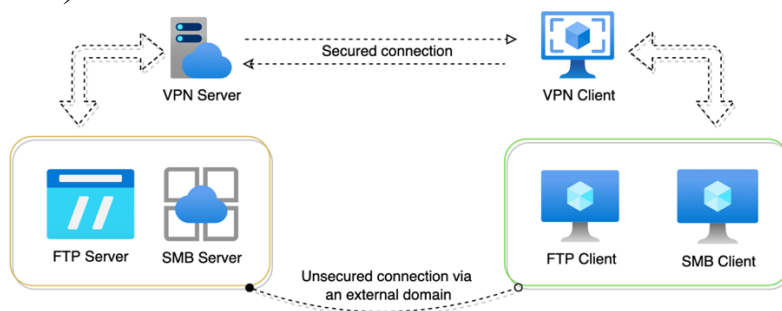 )
Secured connection
VPN Server
VPN Client
FTP Server
SMB Server
FTP Client
SMB Client
Unsecured connection via
an external domain